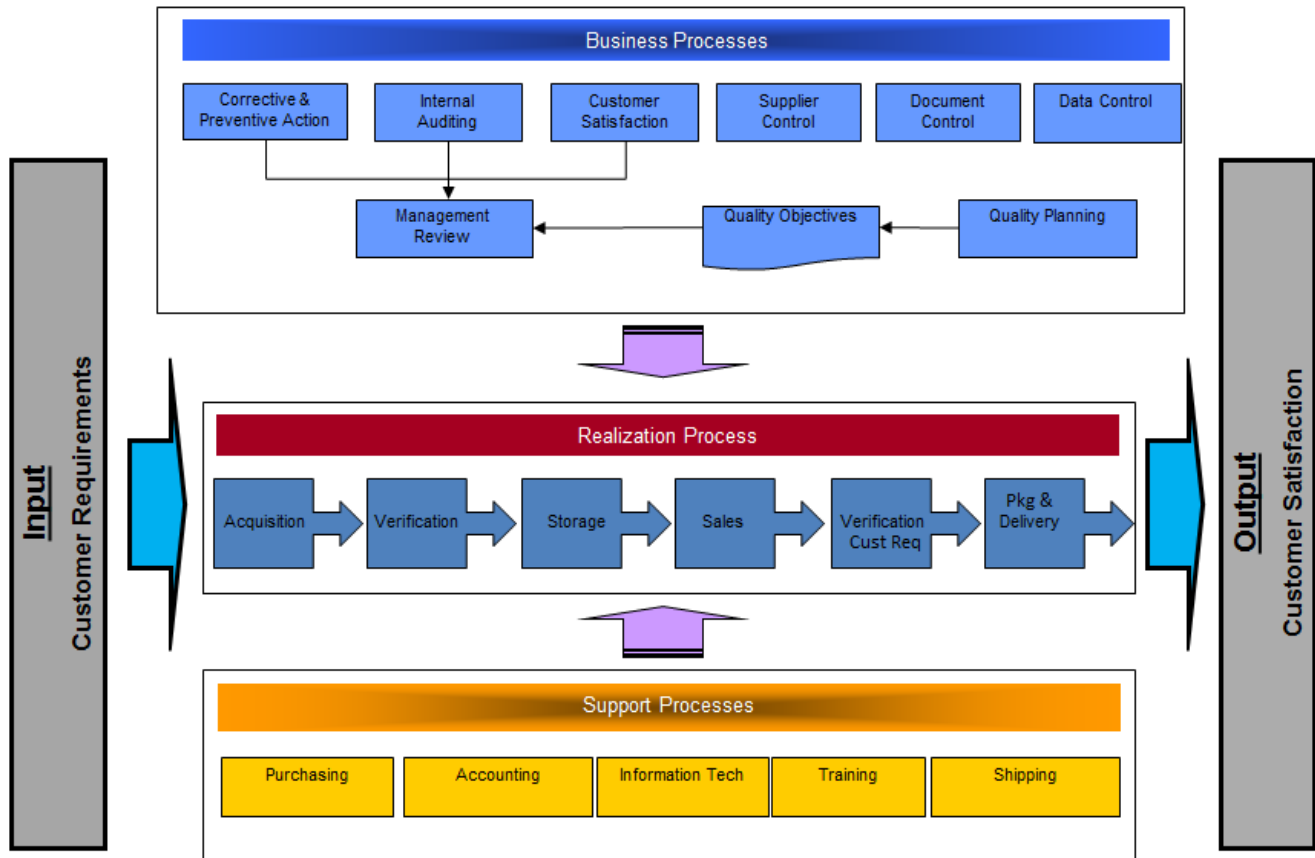 Business Processes
Corrective &
Preventive Action
Internal
Auditing
Customer
Satisfaction
Supplier
Control
Document
Control
Data Control
Management
Review
Quality Objectives
Quality Planning
Input
Customer Requirements
Realization Process
Acquisition
Verification
Storage
Sales
Verification
Cust Req
Pkg &
Delivery
Output
Customer Satisfaction
Support Processes
Purchasing
Accounting
Information Tech
Training
Shipping